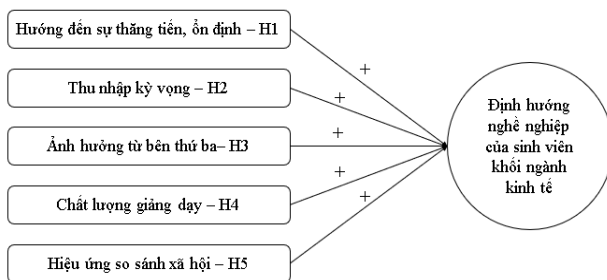 Hướng đến sự thăng tiến, ổn định – H1
+
Thu nhập kỳ vọng – H2
+
Định hướng
nghề nghiệp
của sinh viên
khối ngành
kinh tế
Ảnh hưởng từ bên thứ ba– H3
+
Chất lượng giảng dạy – H4
+
Hiệu ứng so sánh xã hội – H5
+